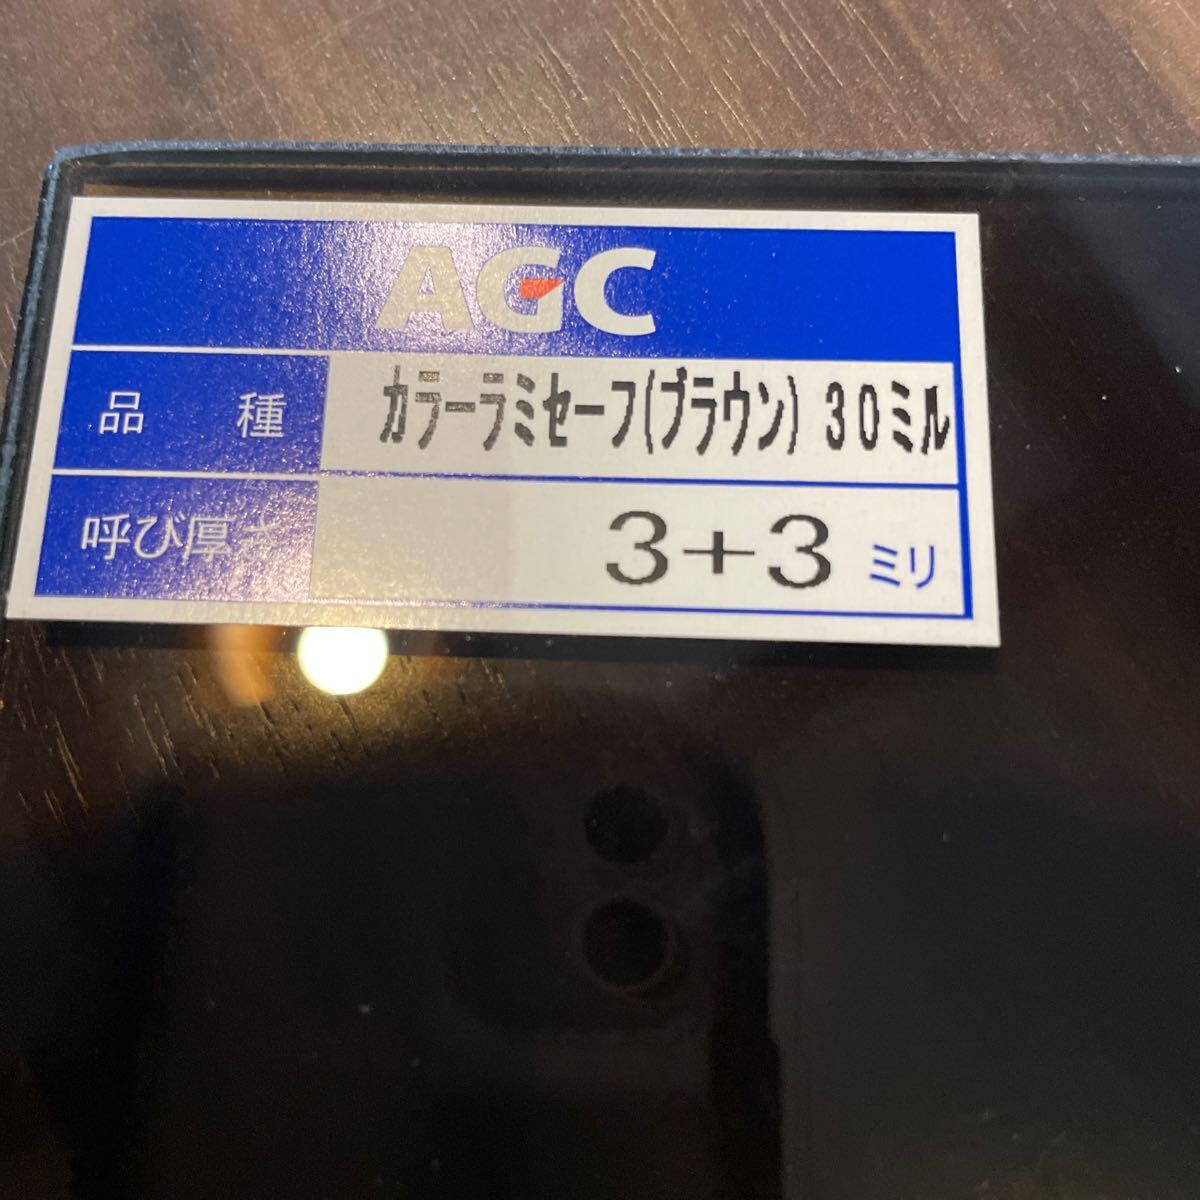 AGC
品種 カラーラミセーフ(ブラウン) 30ミル
呼び厚さ 3+3 ミリ